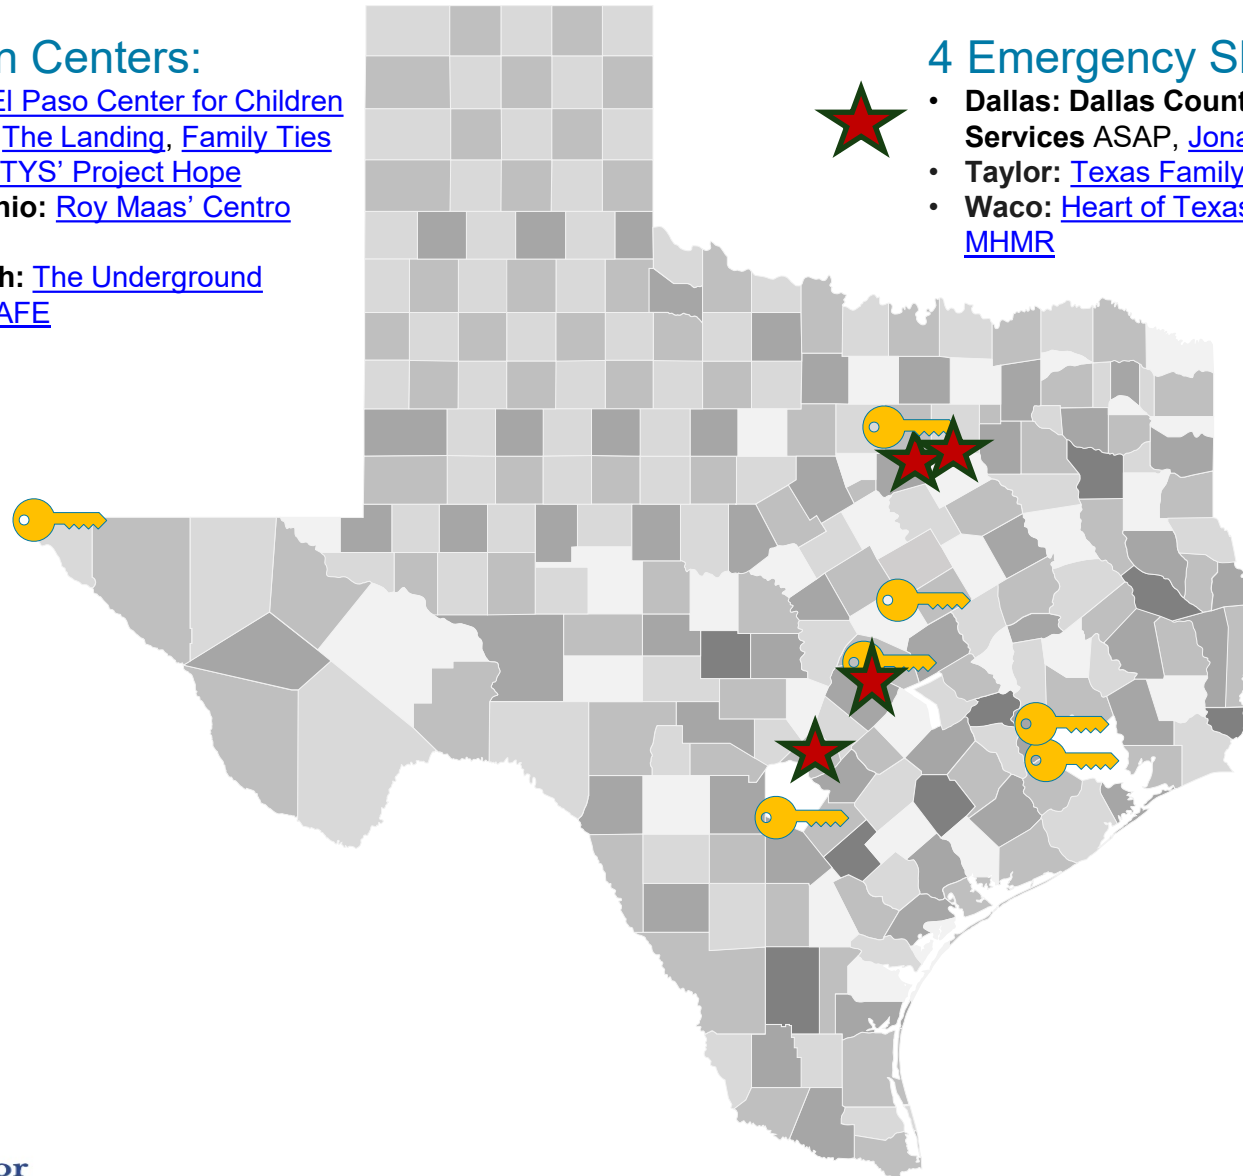 n Centers:
El Paso Center for Children
The Landing, Family Ties
TYS’ Project Hope
nio: Roy Maas’ Centro
h: The Underground
AFE
4 Emergency Sh
• Dallas: Dallas Count
Services ASAP, Jona
• Taylor: Texas Family
• Waco: Heart of Texas
MHMR
or